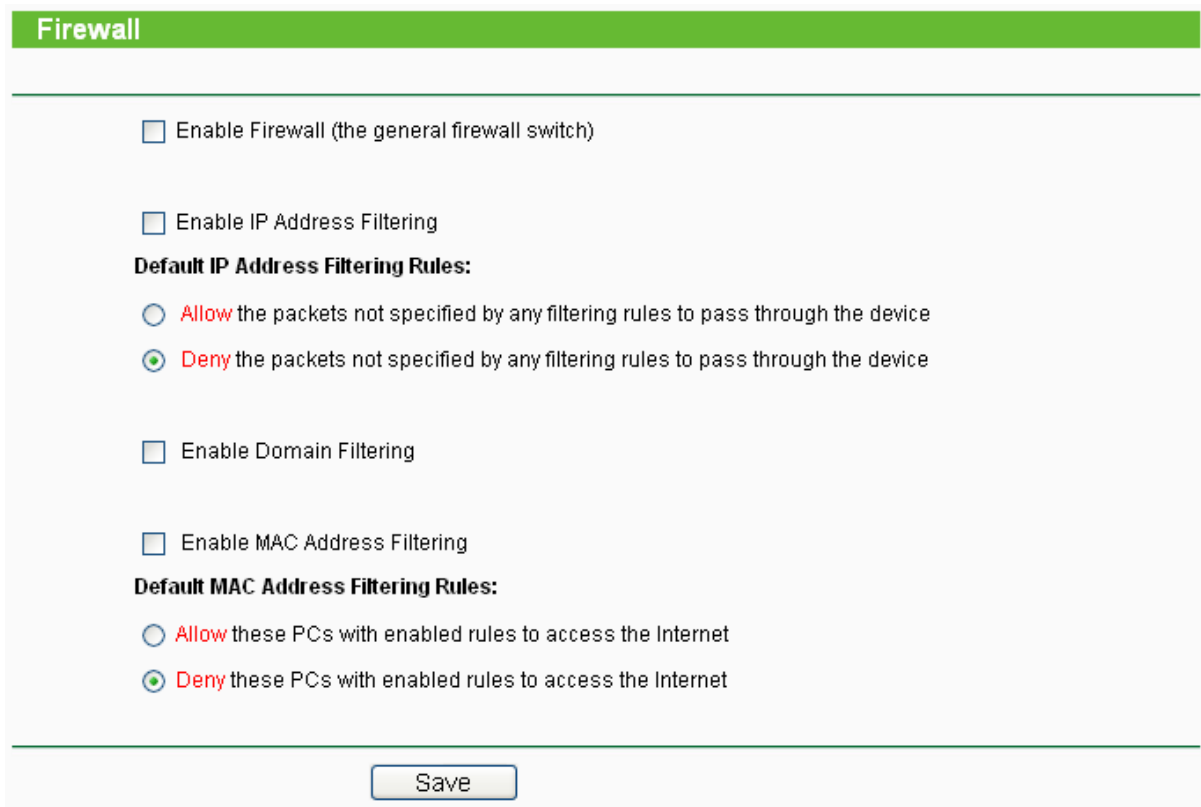 Firewall
Enable Firewall (the general firewall switch)
Enable IP Address Filtering
Default IP Address Filtering Rules:
Allow the packets not specified by any filtering rules to pass through the device
Deny the packets not specified by any filtering rules to pass through the device
Enable Domain Filtering
Enable MAC Address Filtering
Default MAC Address Filtering Rules:
Allow these PCs with enabled rules to access the Internet
Deny these PCs with enabled rules to access the Internet
Save